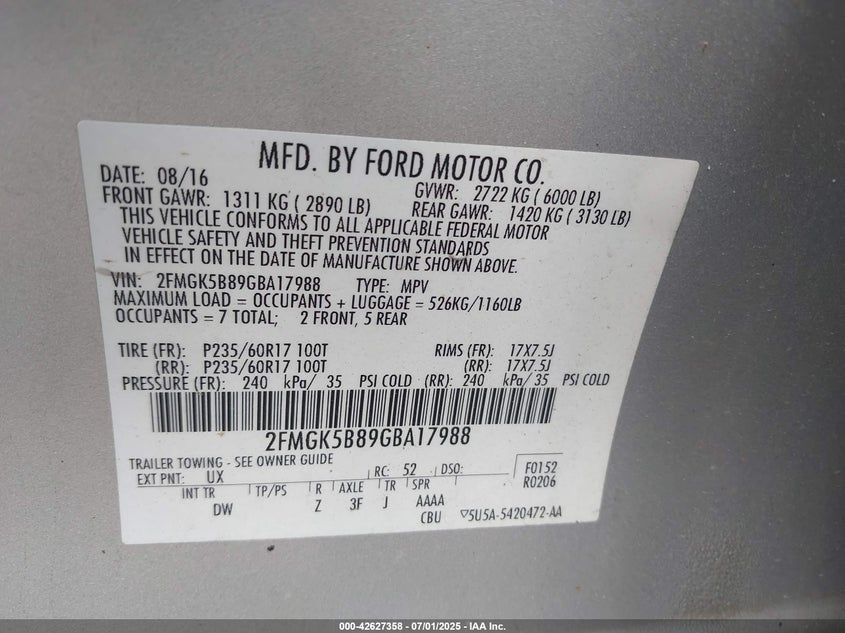 MFD. BY FORD MOTOR CO.
DATE: 08/16 GVWR: 2722 KG ( 6000 LB)
FRONT GAWR: 1311 KG ( 2890 LB) REAR GAWR: 1420 KG ( 3130 LB)
THIS VEHICLE CONFORMS TO ALL APPLICABLE FEDERAL MOTOR
VEHICLE SAFETY AND THEFT PREVENTION STANDARDS
IN EFFECT ON THE DATE OF MANUFACTURE SHOWN ABOVE.
VIN: 2FMGK5B89GBA17988 TYPE: MPV
MAXIMUM LOAD = OCCUPANTS + LUGGAGE = 526KG/1160LB
OCCUPANTS = 7 TOTAL; 2 FRONT, 5 REAR
TIRE (FR): P235/60R17 100T RIMS (FR): 17X7.5J
(RR): P235/60R17 100T (RR): 17X7.5J
PRESSURE (FR): 240 kPa/ 35 PSI COLD (RR): 240 kPa/ 35 PSI COLD
2FMGK5B89GBA17988
TRAILER TOWING - SEE OWNER GUIDE
EXT PNT: UX RC: 52 DSO: F0152
INT TR TP/PS R AXLE TR SPR R0206
DW Z 3F J AAAA
CBU 5U5A-5420472-AA
000-42627358 - 07/01/2025 - IAA Inc.